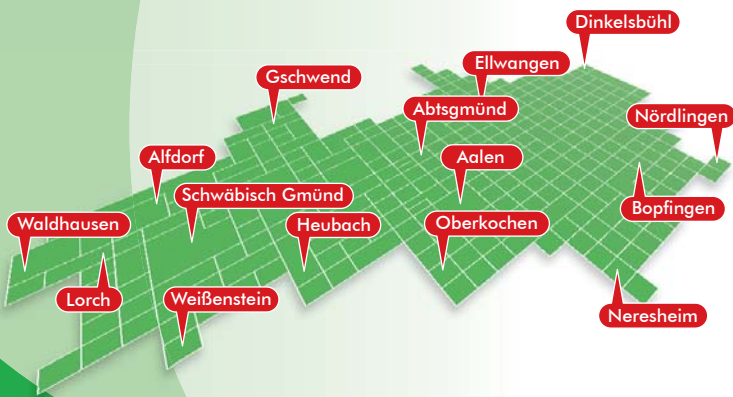 Dinkelsbühl
Ellwangen
Gschwend
Abtsgmünd
Nördlingen
Alfdorf
Aalen
Schwäbisch Gmünd
Bopfingen
Waldhausen
Heubach
Oberkochen
Lorch
Weißenstein
Neresheim